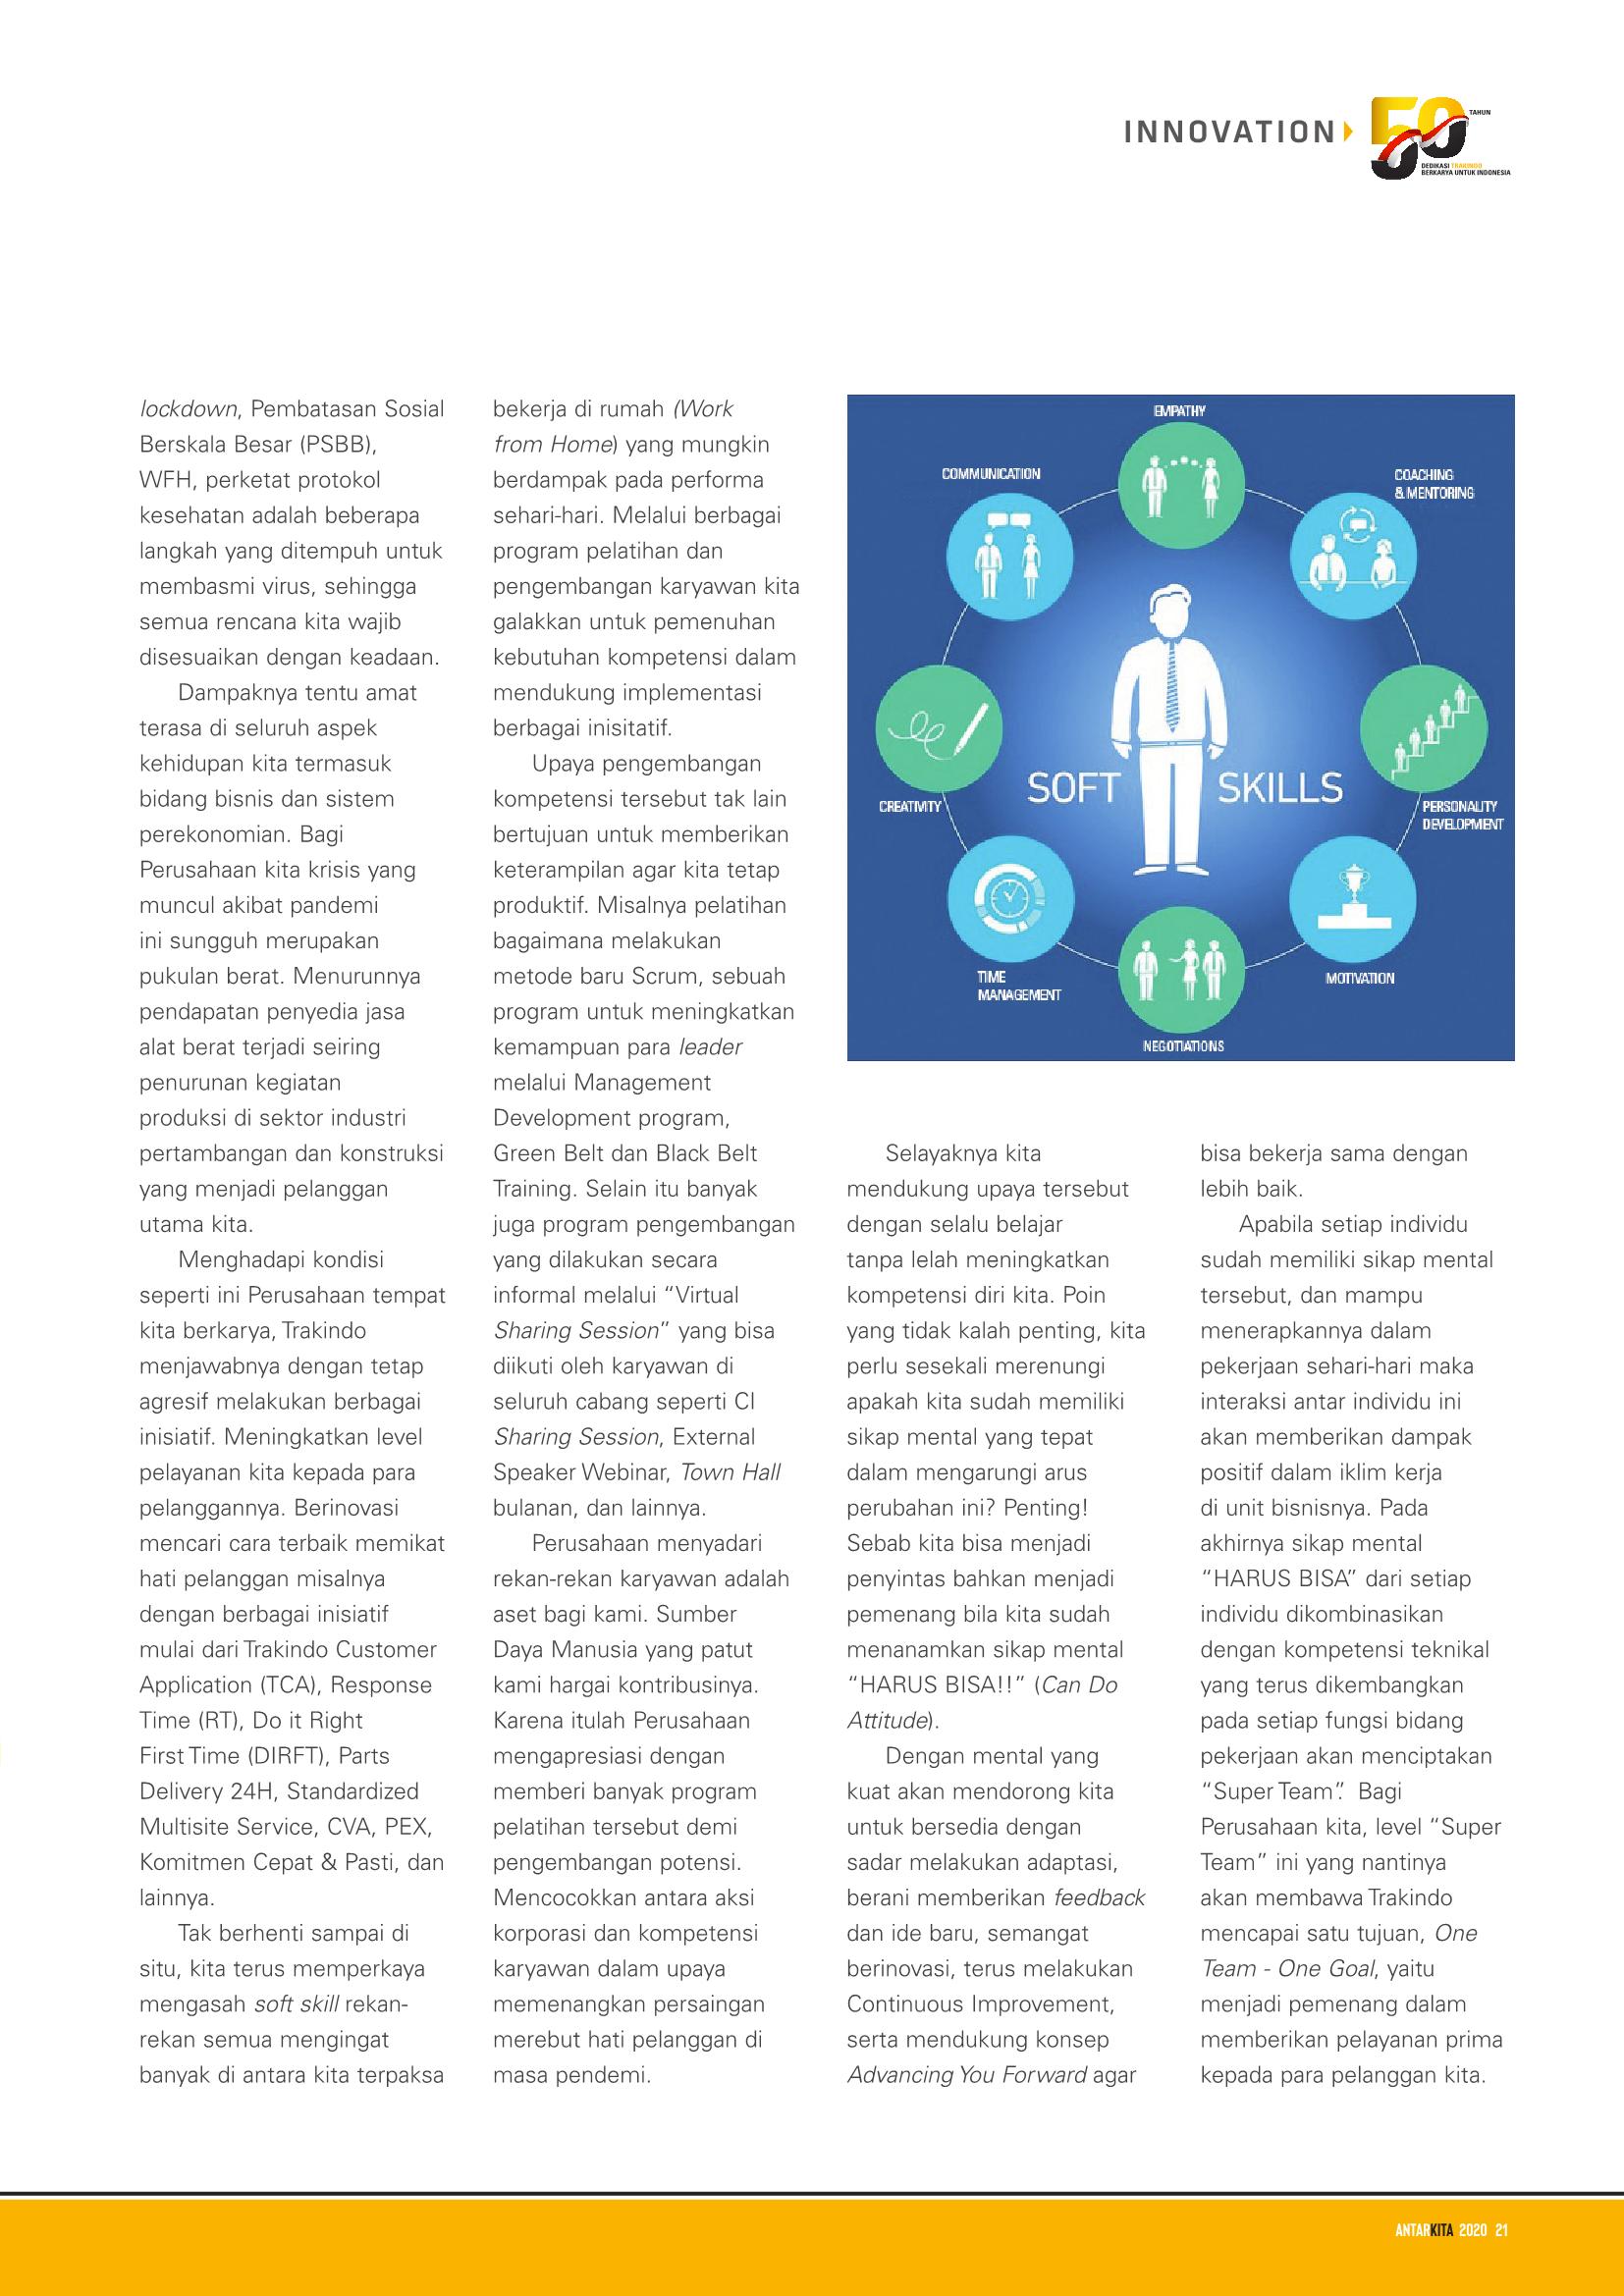 INNOVATION
50
TAHUN
DEDIKASI TRAKINDO
BERKARYA UNTUK INDONESIA
lockdown, Pembatasan Sosial
Berskala Besar (PSBB),
WFH, perketat protokol
kesehatan adalah beberapa
langkah yang ditempuh untuk
membasmi virus, sehingga
semua rencana kita wajib
disesuaikan dengan keadaan.
Dampaknya tentu amat
terasa di seluruh aspek
kehidupan kita termasuk
bidang bisnis dan sistem
perekonomian. Bagi
Perusahaan kita krisis yang
muncul akibat pandemi
ini sungguh merupakan
pukulan berat. Menurunnya
pendapatan penyedia jasa
alat berat terjadi seiring
penurunan kegiatan
produksi di sektor industri
pertambangan dan konstruksi
yang menjadi pelanggan
utama kita.
Menghadapi kondisi
seperti ini Perusahaan tempat
kita berkarya, Trakindo
menjawabnya dengan tetap
agresif melakukan berbagai
inisiatif. Meningkatkan level
pelayanan kita kepada para
pelanggannya. Berinovasi
mencari cara terbaik memikat
hati pelanggan misalnya
dengan berbagai inisiatif
mulai dari Trakindo Customer
Application (TCA), Response
Time (RT), Do it Right
First Time (DIRFT), Parts
Delivery 24H, Standardized
Multisite Service, CVA, PEX,
Komitmen Cepat & Pasti, dan
lainnya.
Tak berhenti sampai di
situ, kita terus memperkaya
mengasah soft skill rekan-
rekan semua mengingat
banyak di antara kita terpaksa
bekerja di rumah (Work
from Home) yang mungkin
berdampak pada performa
sehari-hari. Melalui berbagai
program pelatihan dan
pengembangan karyawan kita
galakkan untuk pemenuhan
kebutuhan kompetensi dalam
mendukung implementasi
berbagai inisitatif.
Upaya pengembangan
kompetensi tersebut tak lain
bertujuan untuk memberikan
keterampilan agar kita tetap
produktif. Misalnya pelatihan
bagaimana melakukan
metode baru Scrum, sebuah
program untuk meningkatkan
kemampuan para leader
melalui Management
Development program,
Green Belt dan Black Belt
Training. Selain itu banyak
juga program pengembangan
yang dilakukan secara
informal melalui “Virtual
Sharing Session” yang bisa
diikuti oleh karyawan di
seluruh cabang seperti CI
Sharing Session, External
Speaker Webinar, Town Hall
bulanan, dan lainnya.
Perusahaan menyadari
rekan-rekan karyawan adalah
aset bagi kami. Sumber
Daya Manusia yang patut
kami hargai kontribusinya.
Karena itulah Perusahaan
mengapresiasi dengan
memberi banyak program
pelatihan tersebut demi
pengembangan potensi.
Mencocokkan antara aksi
korporasi dan kompetensi
karyawan dalam upaya
memenangkan persaingan
merebut hati pelanggan di
masa pendemi.
EMPATHY
COMMUNICATION
COACHING
& MENTORING
SOFT SKILLS
CREATIVITY
PERSONALITY
DEVELOPMENT
TIME
MANAGEMENT
MOTIVATION
NEGOTIATIONS
Selayaknya kita
mendukung upaya tersebut
dengan selalu belajar
tanpa lelah meningkatkan
kompetensi diri kita. Poin
yang tidak kalah penting, kita
perlu sesekali merenungi
apakah kita sudah memiliki
sikap mental yang tepat
dalam mengarungi arus
perubahan ini? Penting!
Sebab kita bisa menjadi
penyintas bahkan menjadi
pemenang bila kita sudah
menanamkan sikap mental
“HARUS BISA!!” (Can Do
Attitude).
Dengan mental yang
kuat akan mendorong kita
untuk bersedia dengan
sadar melakukan adaptasi,
berani memberikan feedback
dan ide baru, semangat
berinovasi, terus melakukan
Continuous Improvement,
serta mendukung konsep
Advancing You Forward agar
bisa bekerja sama dengan
lebih baik.
Apabila setiap individu
sudah memiliki sikap mental
tersebut, dan mampu
menerapkannya dalam
pekerjaan sehari-hari maka
interaksi antar individu ini
akan memberikan dampak
positif dalam iklim kerja
di unit bisnisnya. Pada
akhirnya sikap mental
“HARUS BISA” dari setiap
individu dikombinasikan
dengan kompetensi teknikal
yang terus dikembangkan
pada setiap fungsi bidang
pekerjaan akan menciptakan
“Super Team”. Bagi
Perusahaan kita, level “Super
Team” ini yang nantinya
akan membawa Trakindo
mencapai satu tujuan, One
Team - One Goal, yaitu
menjadi pemenang dalam
memberikan pelayanan prima
kepada para pelanggan kita.
ANTARKITA 2020 21